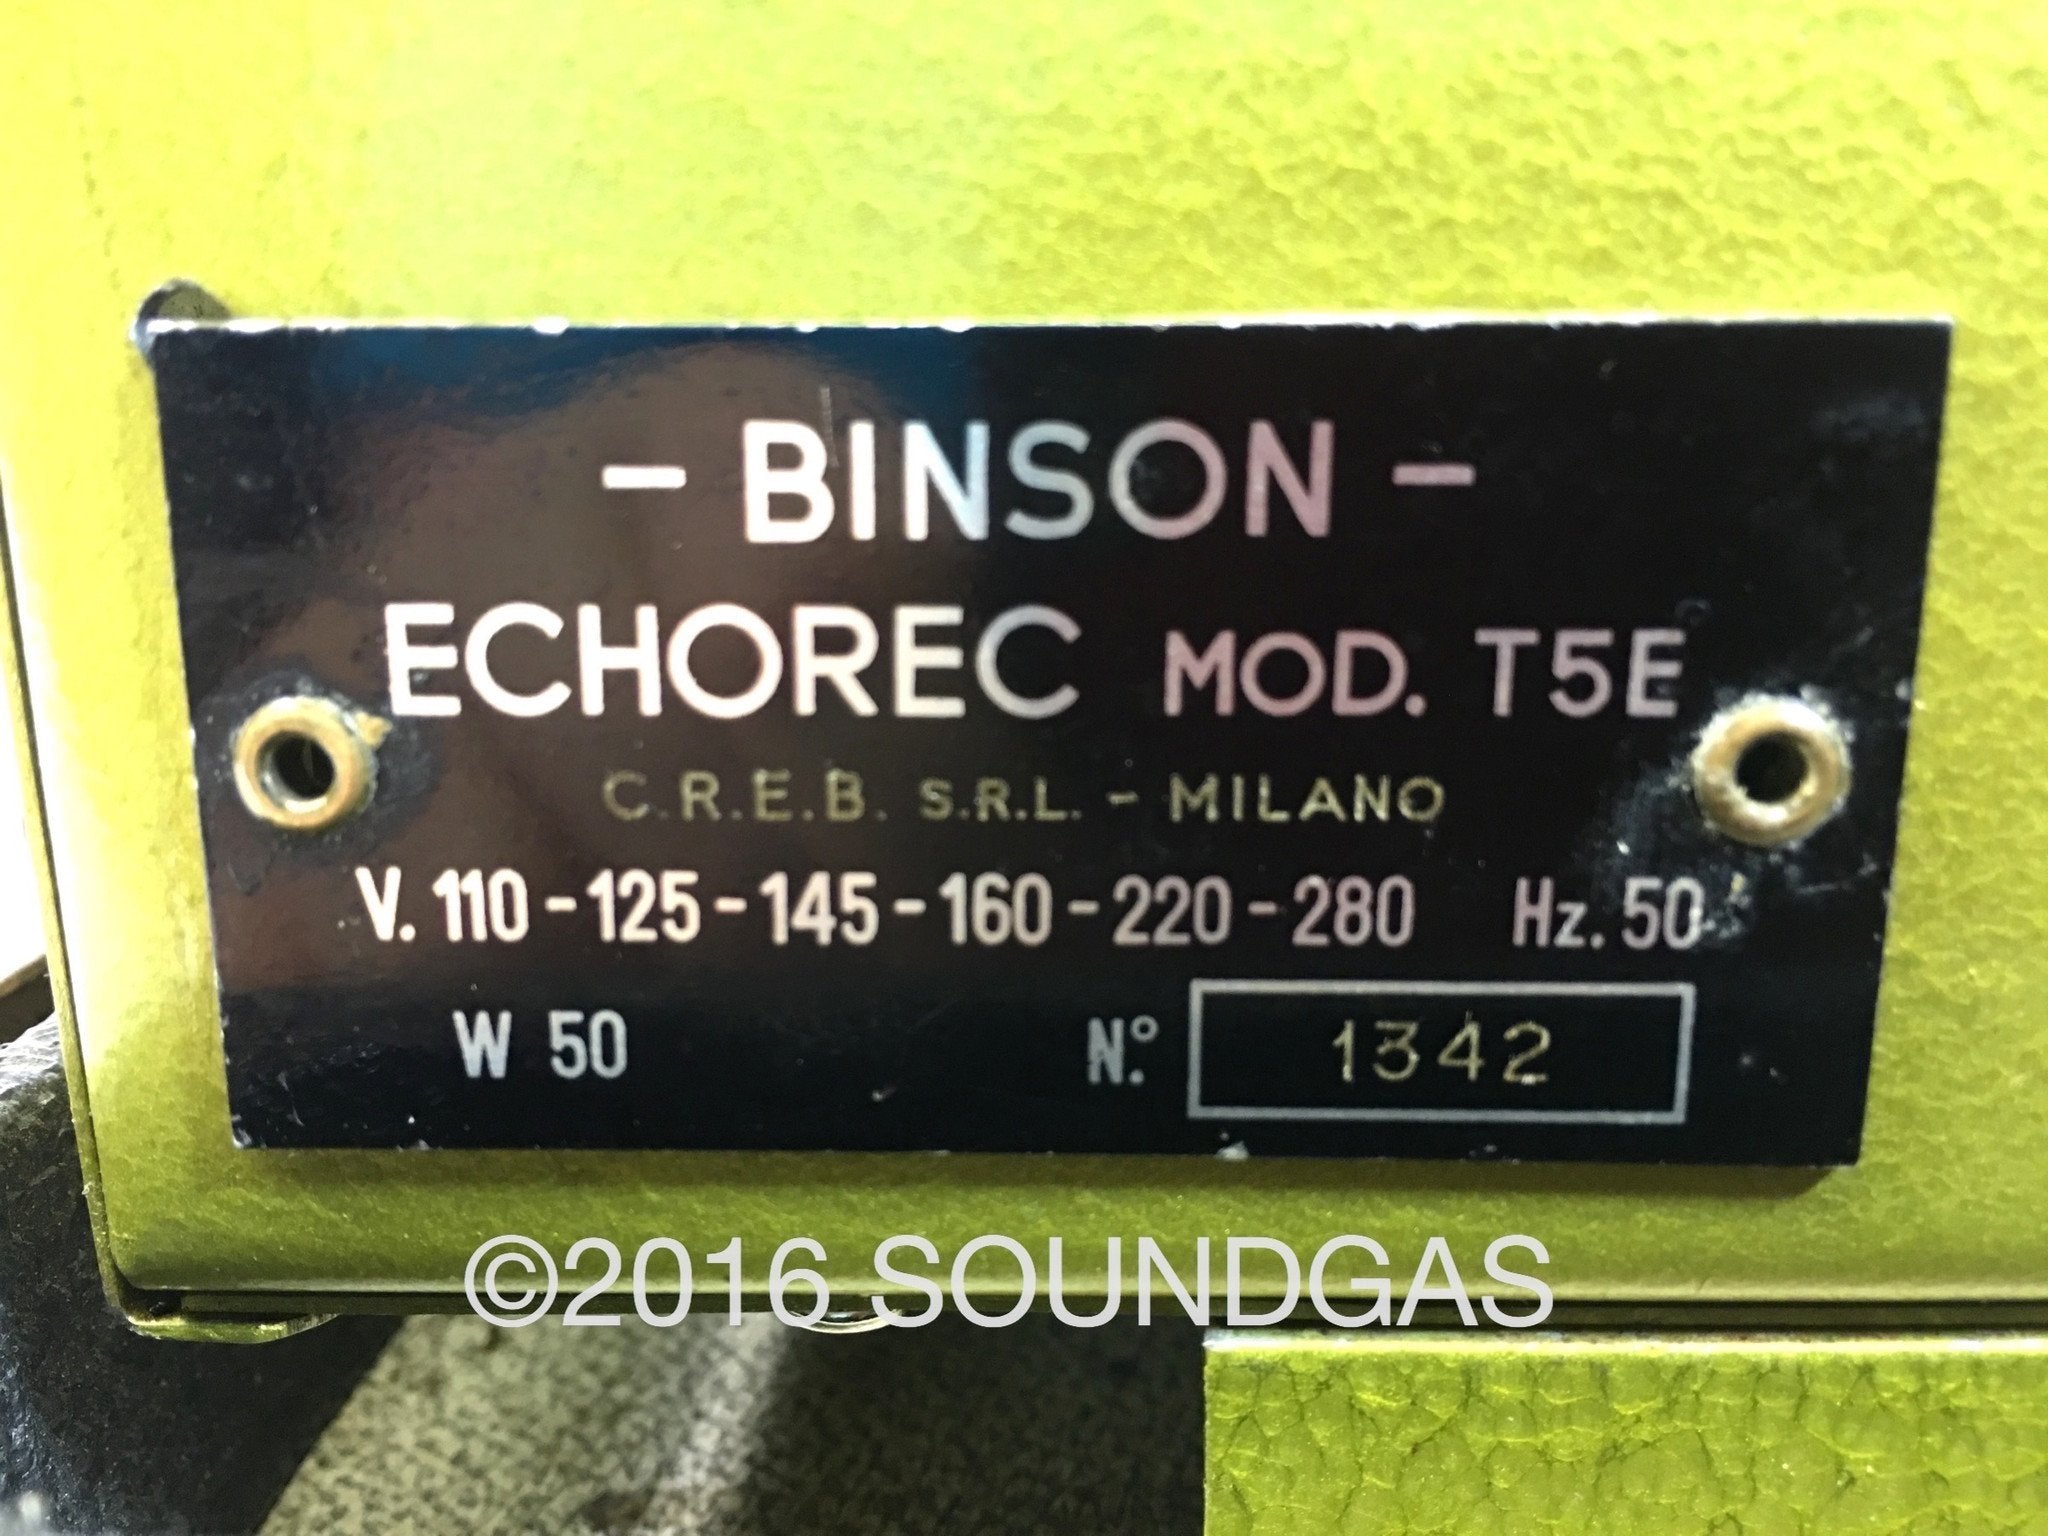 - BINSON -
ECHOREC MOD. T5E
C.R.E.B. S.R.L. - MILANO
V. 110 - 125 - 145 - 160 - 220 - 280 Hz. 50
W 50 N.° 1342
©2016 SOUNDGAS